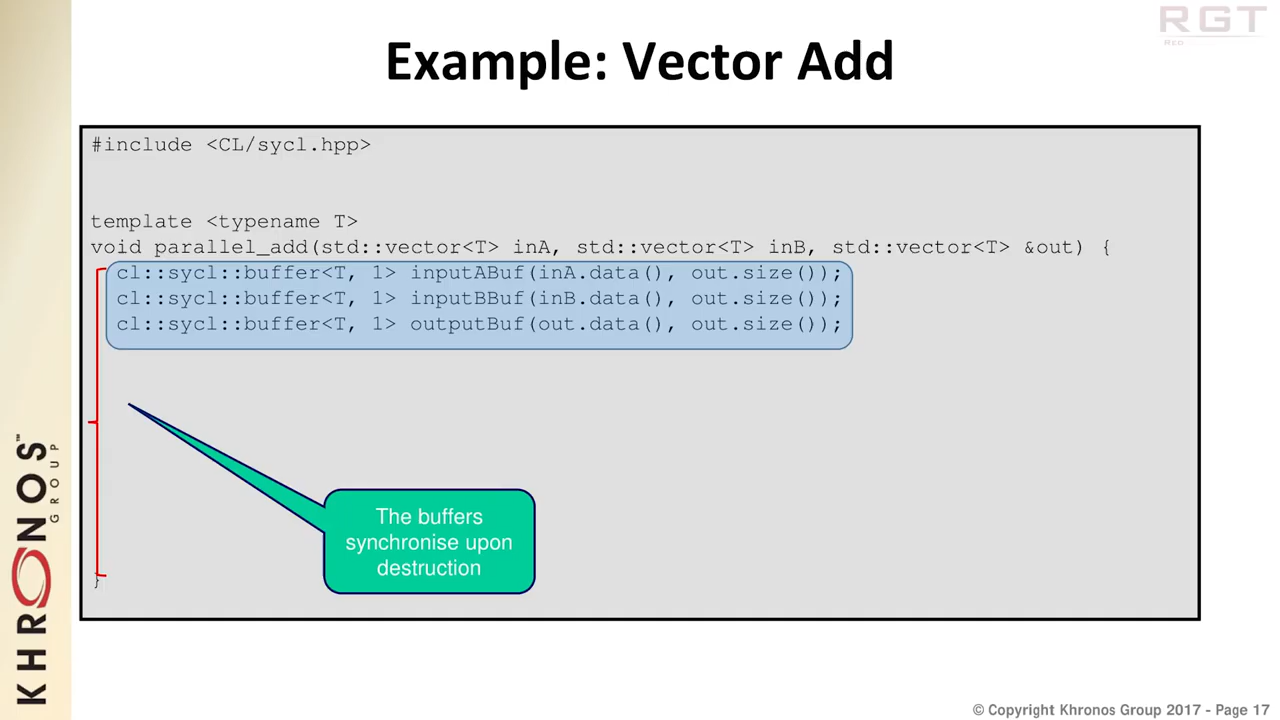 RGT
Example: Vector Add
#include <CL/sycl.hpp>
template <typename T>
void parallel_add(std::vector<T> inA, std::vector<T> inB, std::vector<T> &out) {
cl::sycl::buffer<T, 1> inputABuf(inA.data(), out.size());
cl::sycl::buffer<T, 1> inputBBuf(inB.data(), out.size());
cl::sycl::buffer<T, 1> outputBuf(out.data(), out.size());
The buffers
synchronise upon
destruction
}
KHRONOS™
GROUP
© Copyright Khronos Group 2017 - Page 17